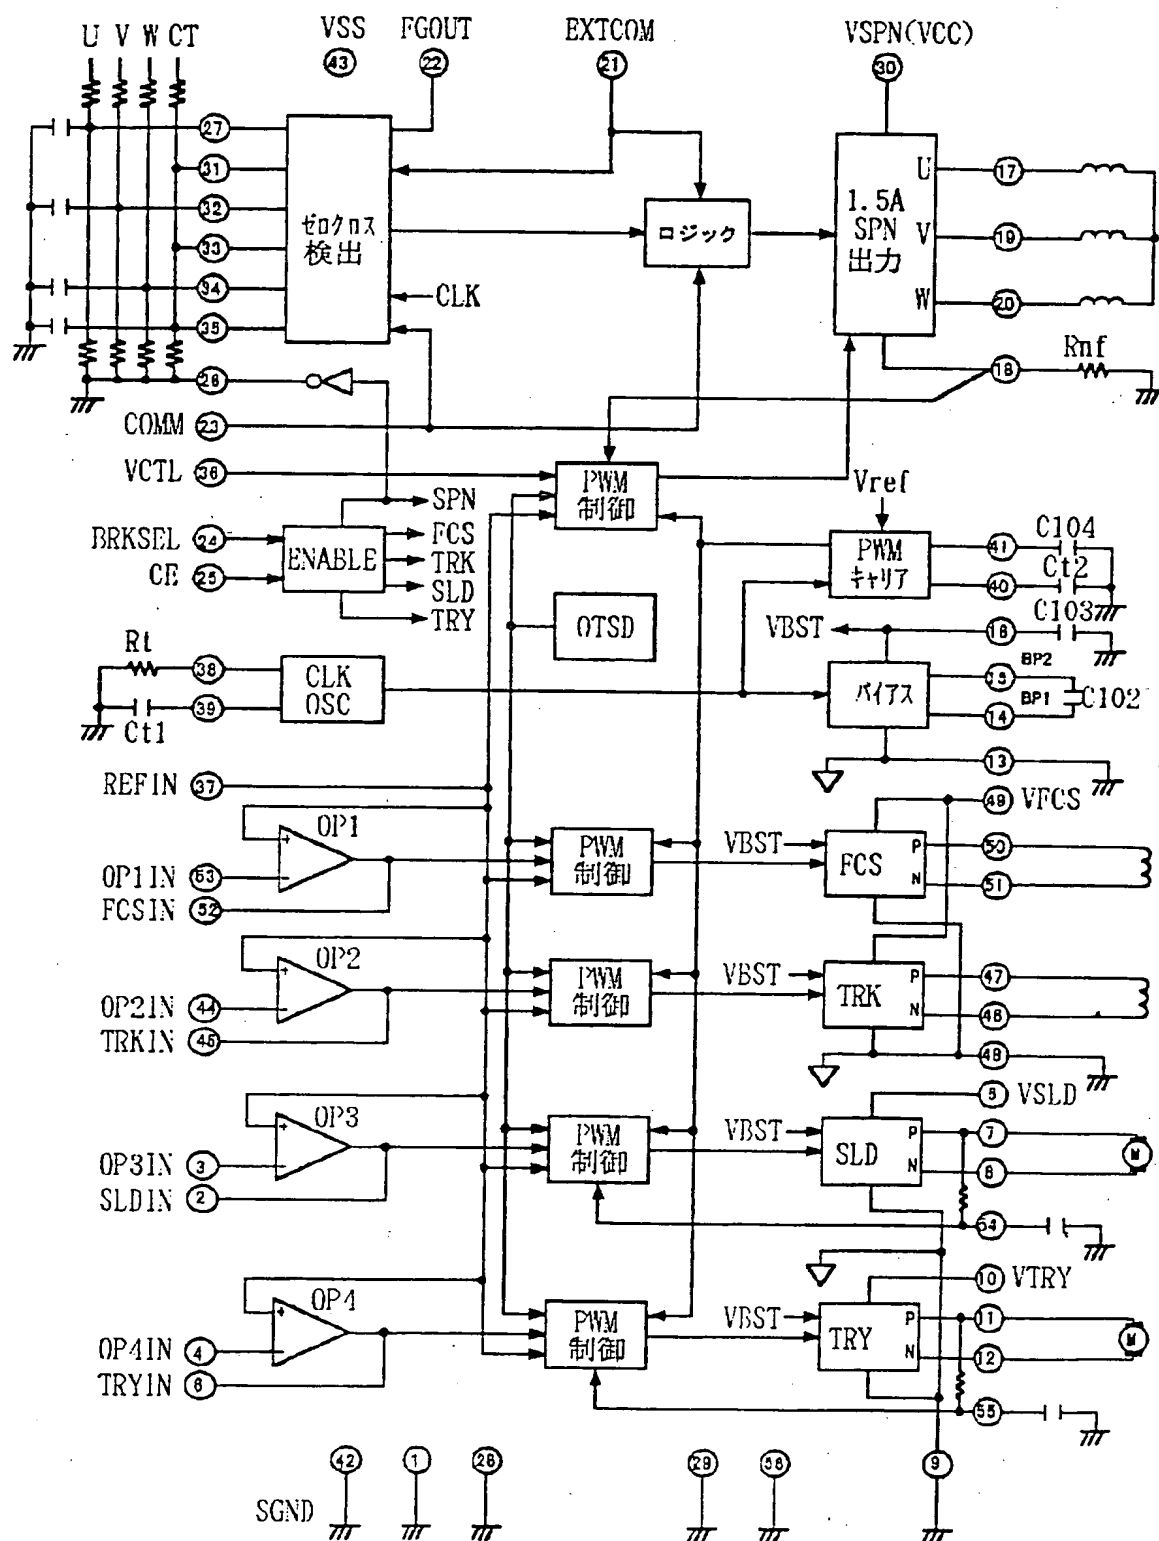 U V W CT
VSS
FGOUT
EXTCOM
VSPN(VCC)
43
22
21
30
27
31
32
33
34
35
ゼロクロス
検出
CLK
ロジック
1.5A
SPN
出力
U
V
W
17
19
20
18
Rnf
COMM 23
VCTL 36
PWM
制御
SPN
FCS
TRK
SLD
TRY
BRKSEL 24
CE 25
ENABLE
Vref
PWM
キャリア
41
40
C104
Ct2
C103
OTSD
VBST
Rt
38
39
Ct1
CLK
OSC
バイアス
BP2
BP1
14
C102
13
REFIN 37
OP1
OP1IN 53
FCSIN 52
PWM
制御
VBST
FCS
P
N
49 VFCS
50
51
OP2
OP2IN 44
TRKIN 45
PWM
制御
VBST
TRK
P
N
47
46
48
OP3
OP3IN 3
SLDIN 2
PWM
制御
VBST
SLD
P
N
VSLD
7
8
54
OP4
OP4IN 4
TRYIN 6
PWM
制御
VBST
TRY
P
N
10 VTRY
11
12
55
M
M
SGND
42
1
28
29
56
9